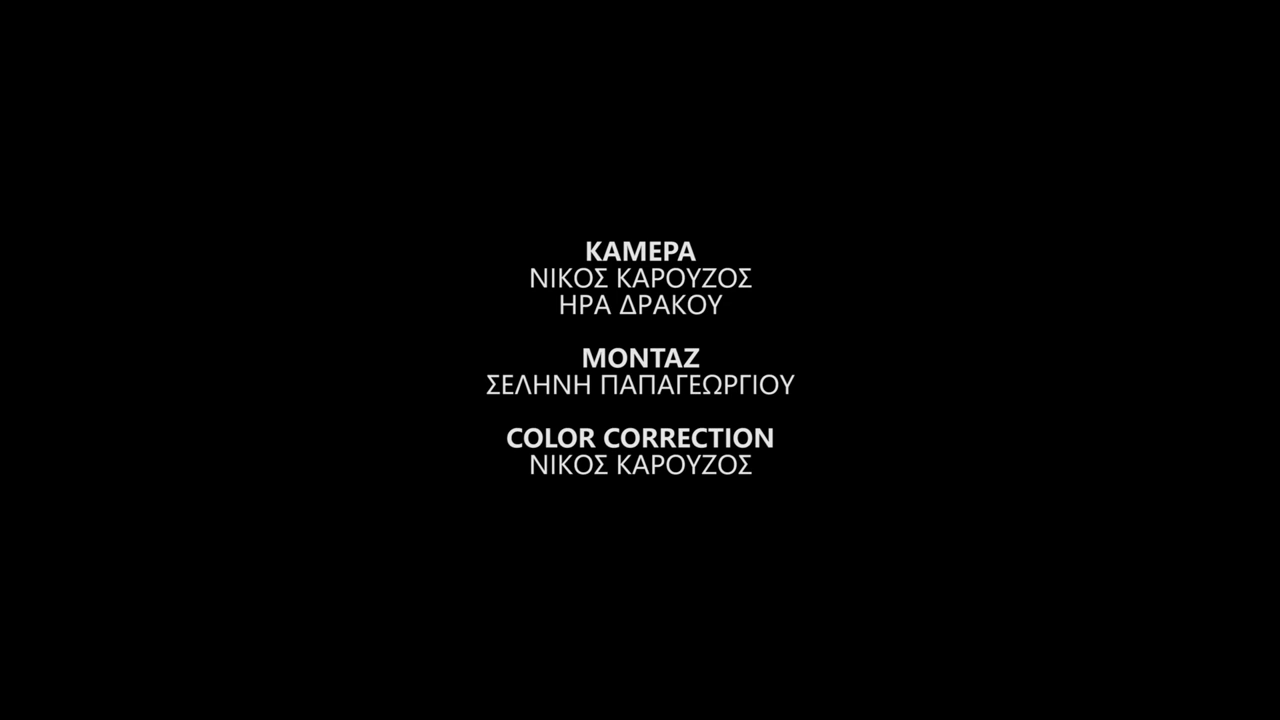 ΚΑΜΕΡΑ
ΝΙΚΟΣ ΚΑΡΟΥΖΟΣ
ΗΡΑ ΔΡΑΚΟΥ
ΜΟΝΤΑΖ
ΣΕΛΗΝΗ ΠΑΠΑΓΕΩΡΓΙΟΥ
COLOR CORRECTION
ΝΙΚΟΣ ΚΑΡΟΥΖΟΣ